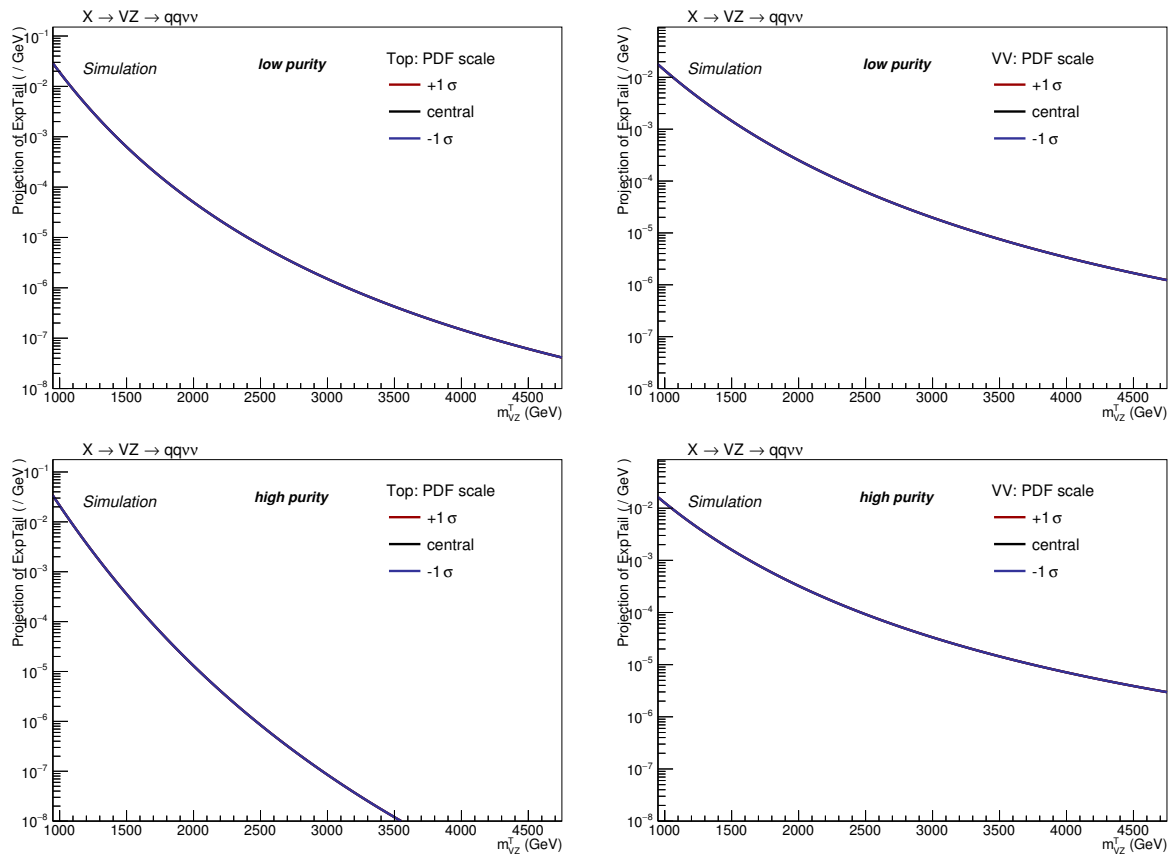 X → VZ → qqνν
Projection of ExpTail ( / GeV )
Simulation
low purity
Top: PDF scale
+1 σ
central
-1 σ
10⁻¹
10⁻²
10⁻³
10⁻⁴
10⁻⁵
10⁻⁶
10⁻⁷
10⁻⁸
1000 1500 2000 2500 3000 3500 4000 4500
m^T_VZ (GeV)
X → VZ → qqνν
Projection of ExpTail ( / GeV )
Simulation
low purity
VV: PDF scale
+1 σ
central
-1 σ
10⁻²
10⁻³
10⁻⁴
10⁻⁵
10⁻⁶
10⁻⁷
10⁻⁸
1000 1500 2000 2500 3000 3500 4000 4500
m^T_VZ (GeV)
X → VZ → qqνν
Projection of ExpTail ( / GeV )
Simulation
high purity
Top: PDF scale
+1 σ
central
-1 σ
10⁻¹
10⁻²
10⁻³
10⁻⁴
10⁻⁵
10⁻⁶
10⁻⁷
10⁻⁸
1000 1500 2000 2500 3000 3500 4000 4500
m^T_VZ (GeV)
X → VZ → qqνν
Projection of ExpTail ( / GeV )
Simulation
high purity
VV: PDF scale
+1 σ
central
-1 σ
10⁻²
10⁻³
10⁻⁴
10⁻⁵
10⁻⁶
10⁻⁷
10⁻⁸
1000 1500 2000 2500 3000 3500 4000 4500
m^T_VZ (GeV)